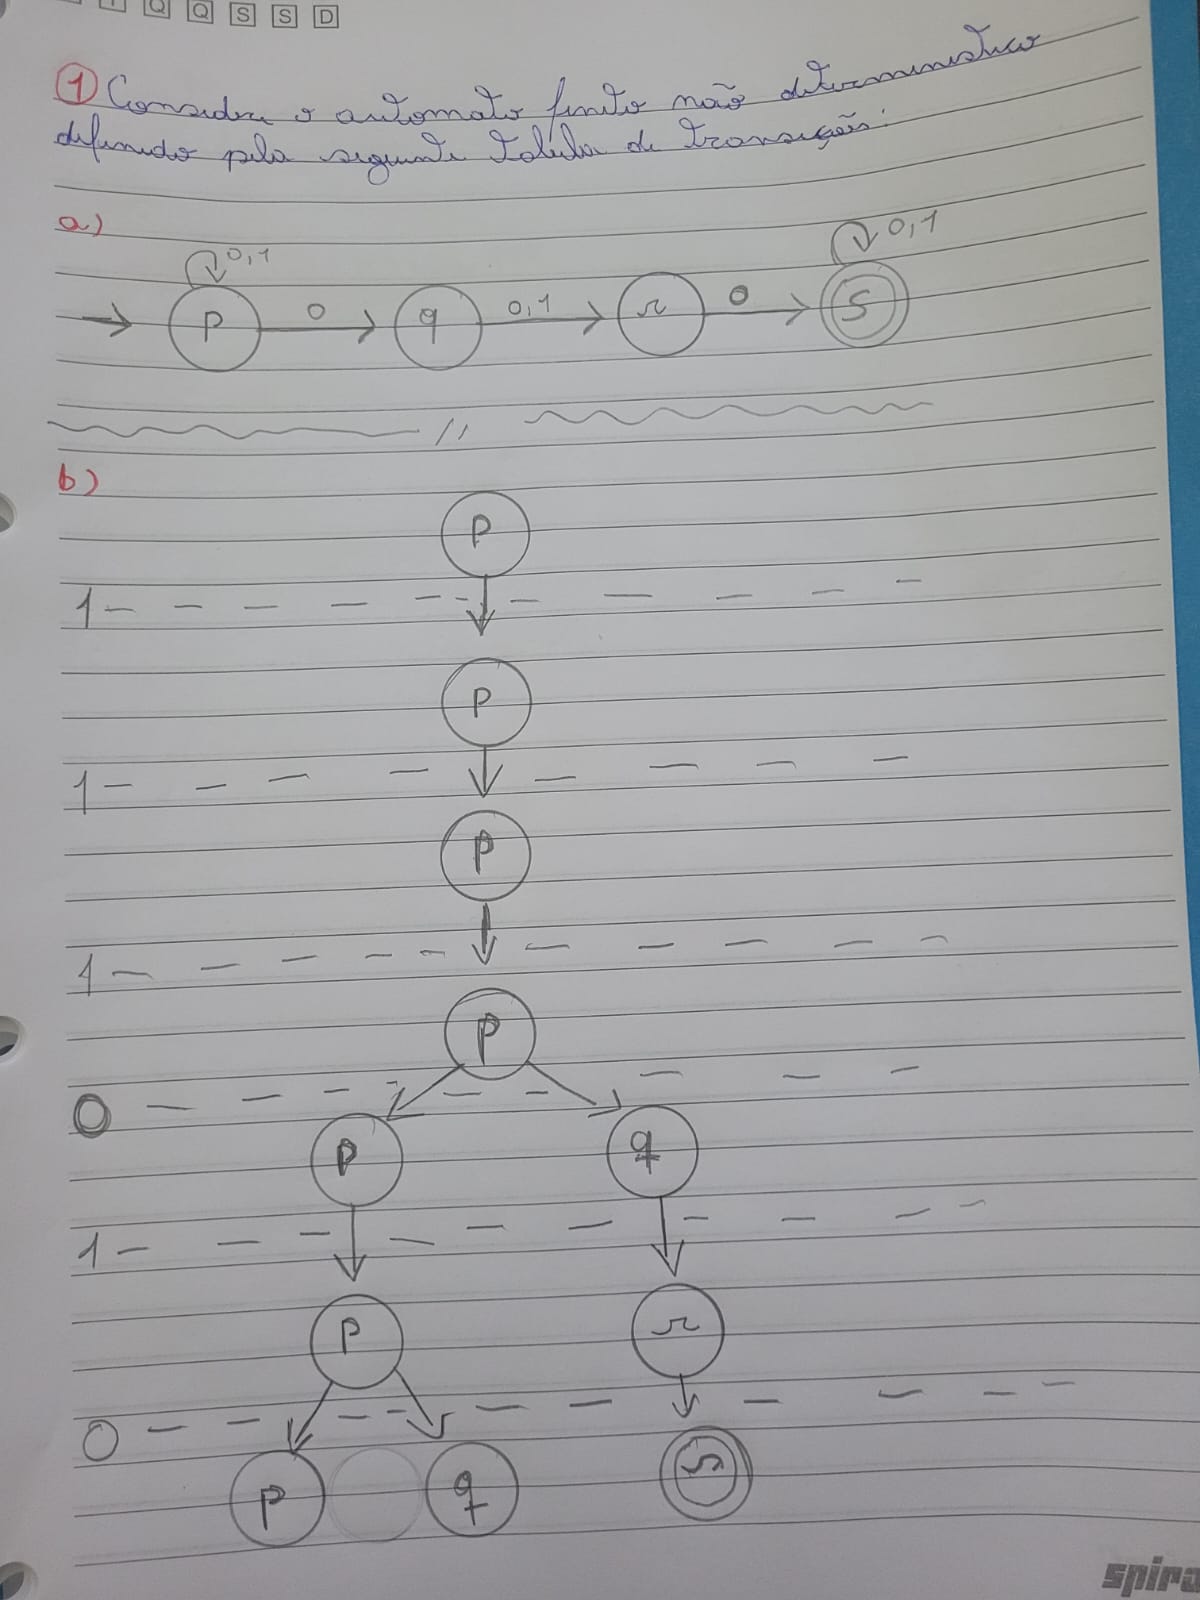 Q Q S S D
1 Considere o automato finito não deterministico
definido pela seguinte tabela de transições:
a)
0,1 0,1
p 0 q 0,1 r 0 S
b)
p
1
p
1
p
1
p
0
p q
1
p r
0
p q S
spira